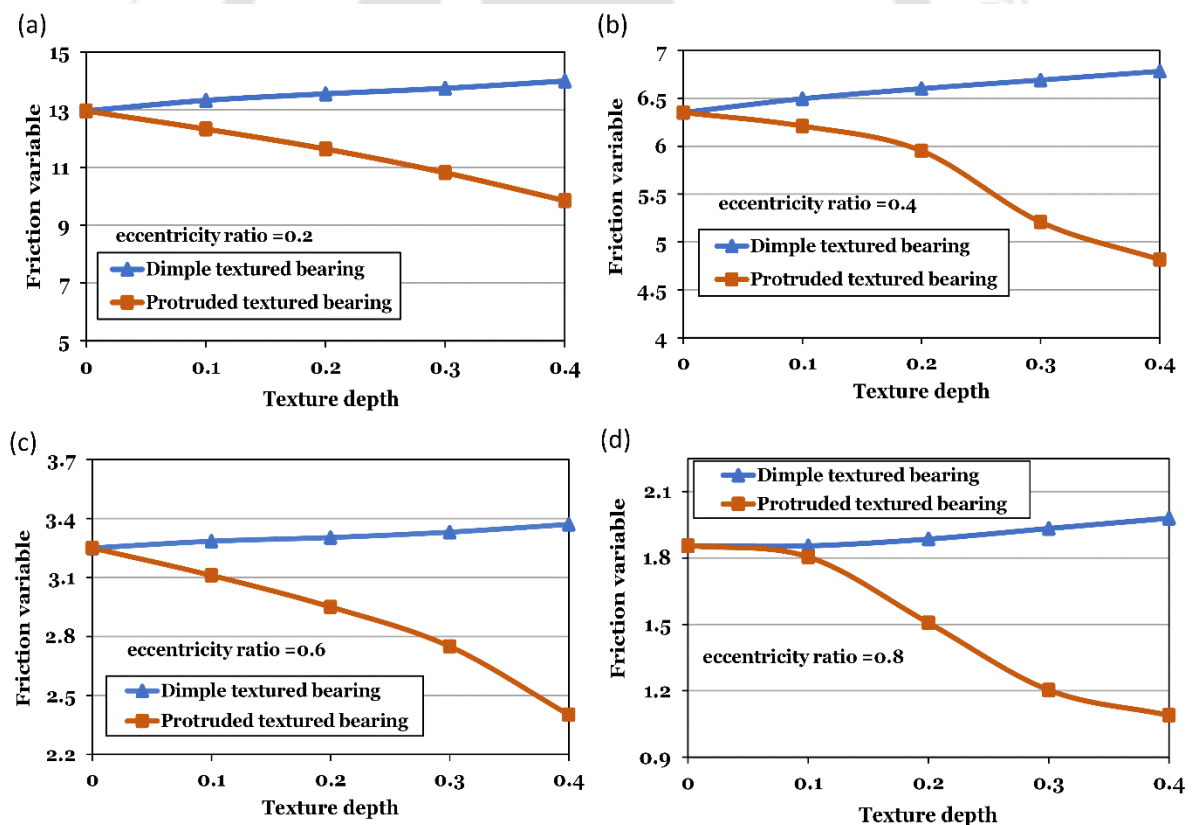 (a)
15
13
11
9
7
5
Friction variable
eccentricity ratio =0.2
Dimple textured bearing
Protruded textured bearing
0 0.1 0.2 0.3 0.4
Texture depth
(b)
7
6.5
6
5.5
5
4.5
4
Friction variable
eccentricity ratio =0.4
Dimple textured bearing
Protruded textured bearing
0 0.1 0.2 0.3 0.4
Texture depth
(c)
3.7
3.4
3.1
2.8
2.5
2.2
Friction variable
eccentricity ratio =0.6
Dimple textured bearing
Protruded textured bearing
0 0.1 0.2 0.3 0.4
Texture depth
(d)
2.1
1.8
1.5
1.2
0.9
Friction variable
Dimple textured bearing
Protruded textured bearing
eccentricity ratio =0.8
0 0.1 0.2 0.3 0.4
Texture depth